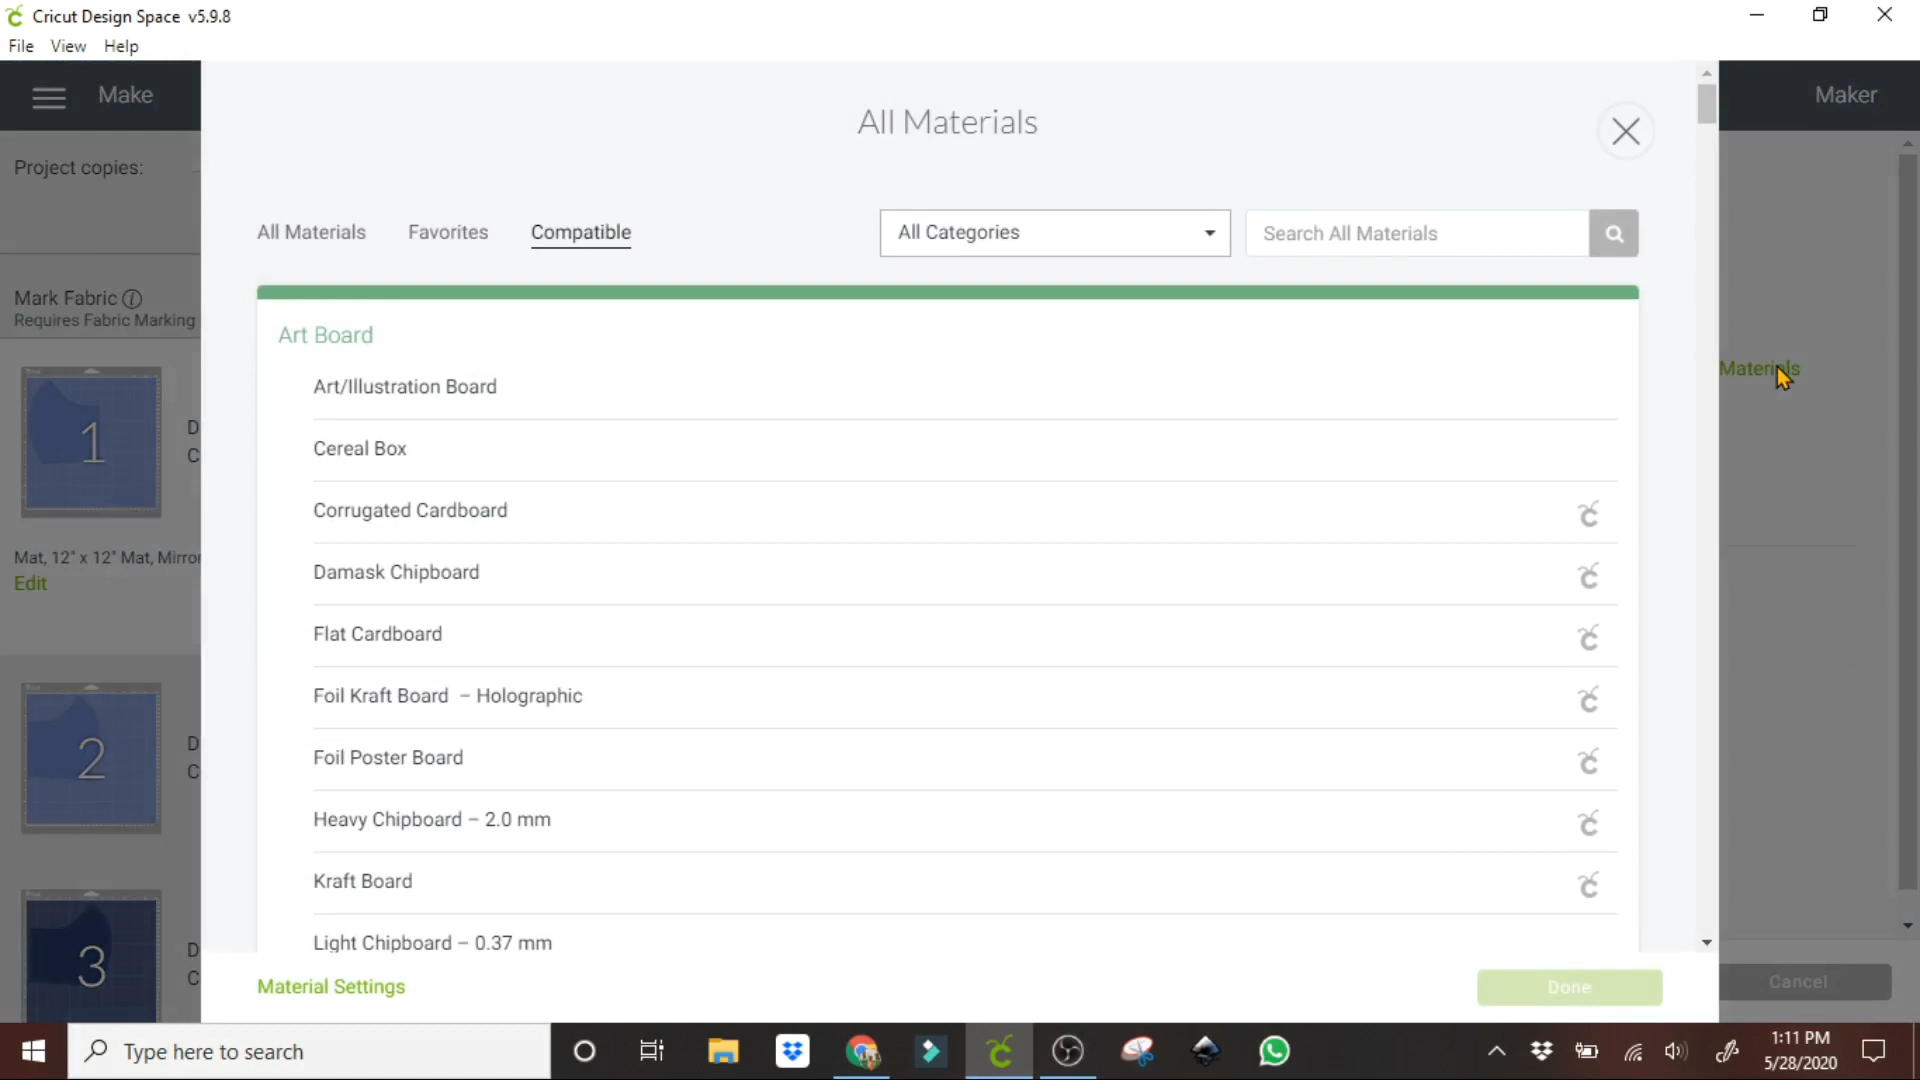 Cricut Design Space v5.9.8
File View Help
Make
Maker
Project copies:
Mark Fabric
Requires Fabric Marking
1
Mat, 12" x 12" Mat, Mirror
Edit
2
3
All Materials
All Materials Favorites Compatible
All Categories
Search All Materials
Art Board
Art/Illustration Board
Cereal Box
Corrugated Cardboard
Damask Chipboard
Flat Cardboard
Foil Kraft Board – Holographic
Foil Poster Board
Heavy Chipboard – 2.0 mm
Kraft Board
Light Chipboard – 0.37 mm
Material Settings
Done
Materials
Cancel
Type here to search
1:11 PM
5/28/2020